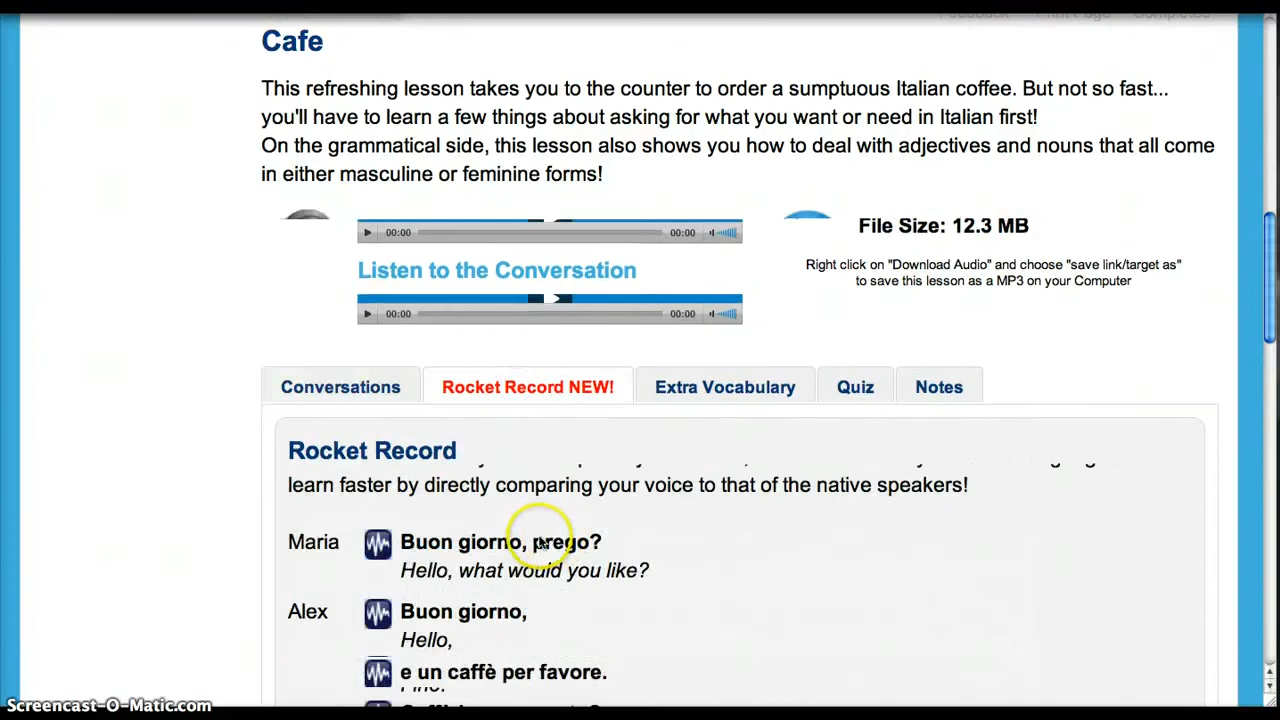 Cafe
This refreshing lesson takes you to the counter to order a sumptuous Italian coffee. But not so fast...
you'll have to learn a few things about asking for what you want or need in Italian first!
On the grammatical side, this lesson also shows you how to deal with adjectives and nouns that all come
in either masculine or feminine forms!
00:00 00:00
File Size: 12.3 MB
Listen to the Conversation
Right click on "Download Audio" and choose "save link/target as"
to save this lesson as a MP3 on your Computer
00:00 00:00
Conversations Rocket Record NEW! Extra Vocabulary Quiz Notes
Rocket Record
learn faster by directly comparing your voice to that of the native speakers!
Maria Buon giorno, prego?
Hello, what would you like?
Alex Buon giorno,
Hello,
e un caffè per favore.
Screencast-O-Matic.com